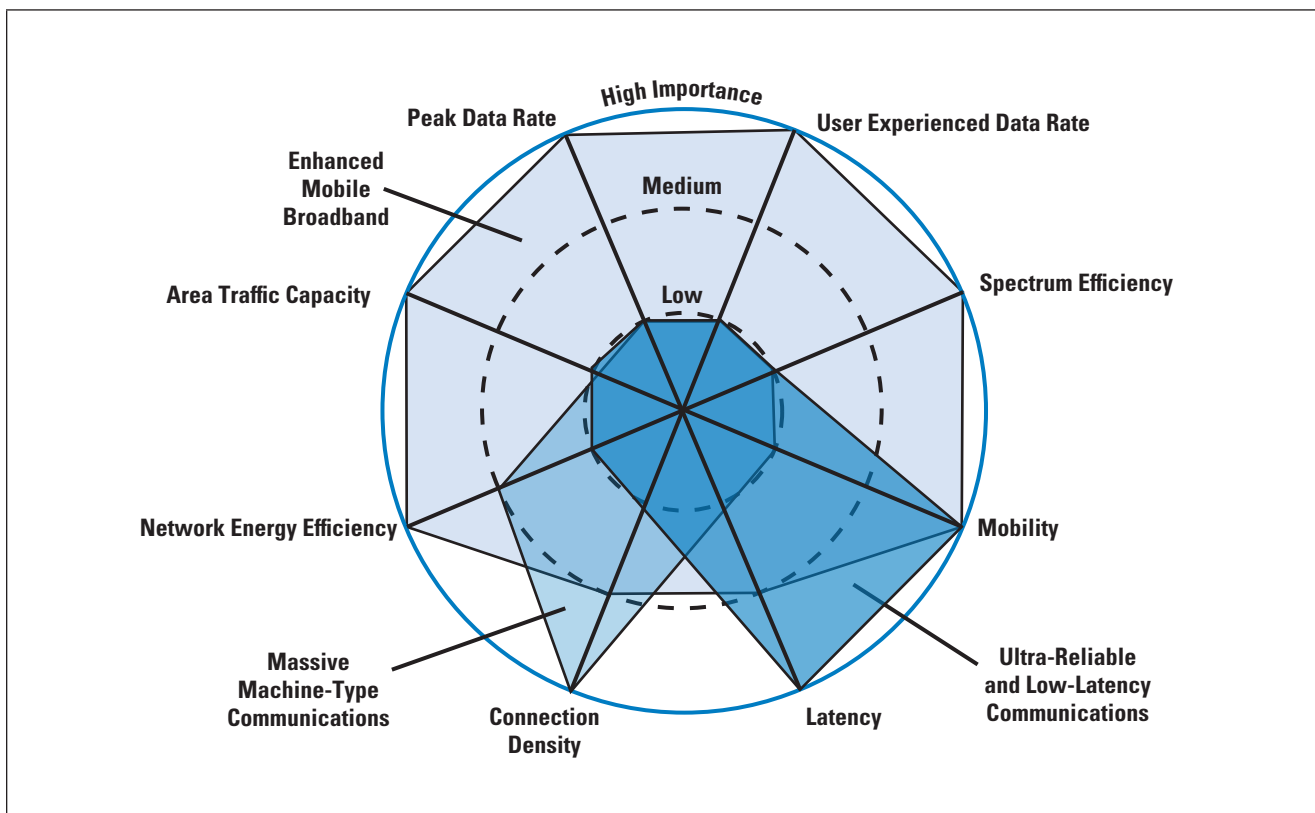 High Importance
Peak Data Rate
User Experienced Data Rate
Enhanced
Mobile
Broadband
Medium
Area Traffic Capacity
Low
Spectrum Efficiency
Network Energy Efficiency
Mobility
Massive
Machine-Type
Communications
Connection
Density
Latency
Ultra-Reliable
and Low-Latency
Communications